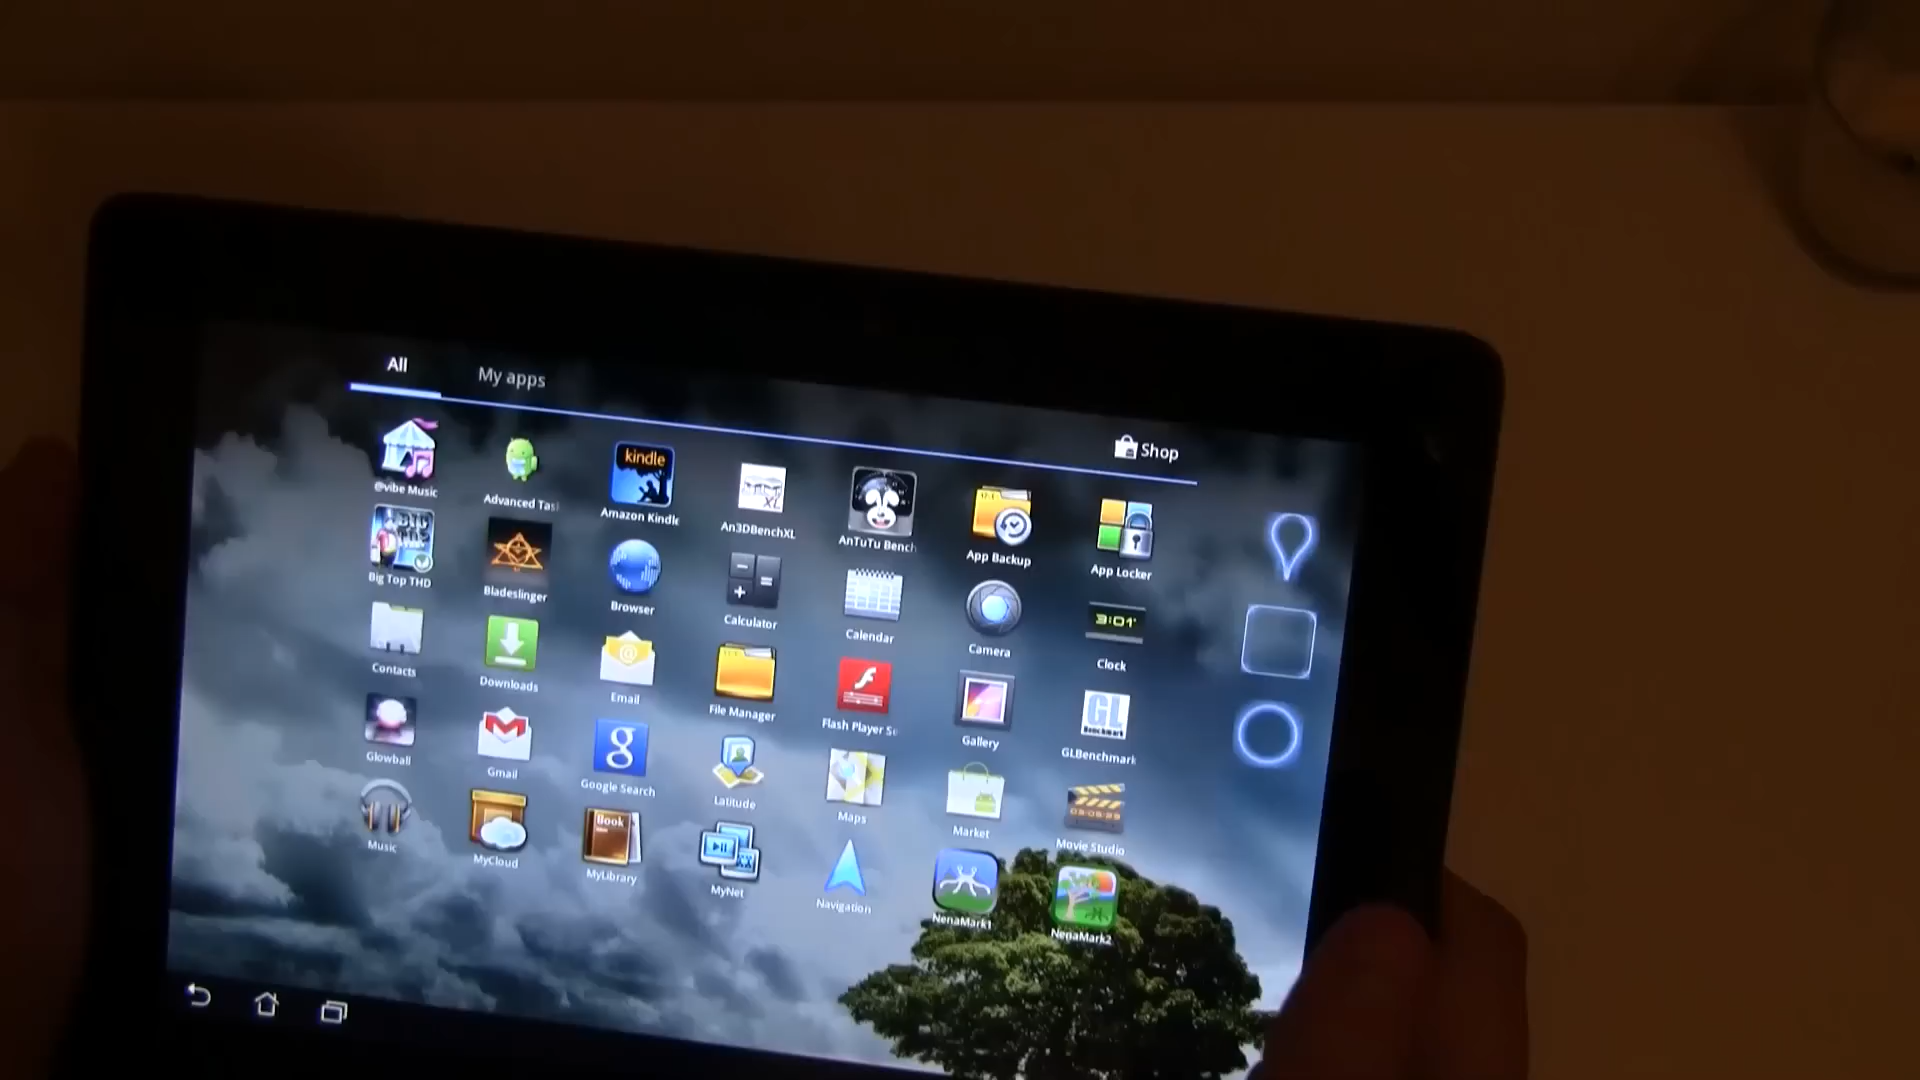 All
My apps
Shop
@vibe Music
Advanced Tas
kindle
Amazon Kindle
XL
An3DBenchXL
AnTuTu Bench
App Backup
App Locker
BIG
Big Top THD
Bladeslinger
Browser
Calculator
Calendar
Camera
3:01
Clock
Contacts
Downloads
@
Email
File Manager
Flash Player Se
Gallery
GL
Benchmark
GLBenchmark
Glowball
Gmail
g
Google Search
Latitude
Maps
Market
Movie Studio
Music
MyCloud
Book
MyLibrary
MyNet
Navigation
NenaMark1
NenaMark2